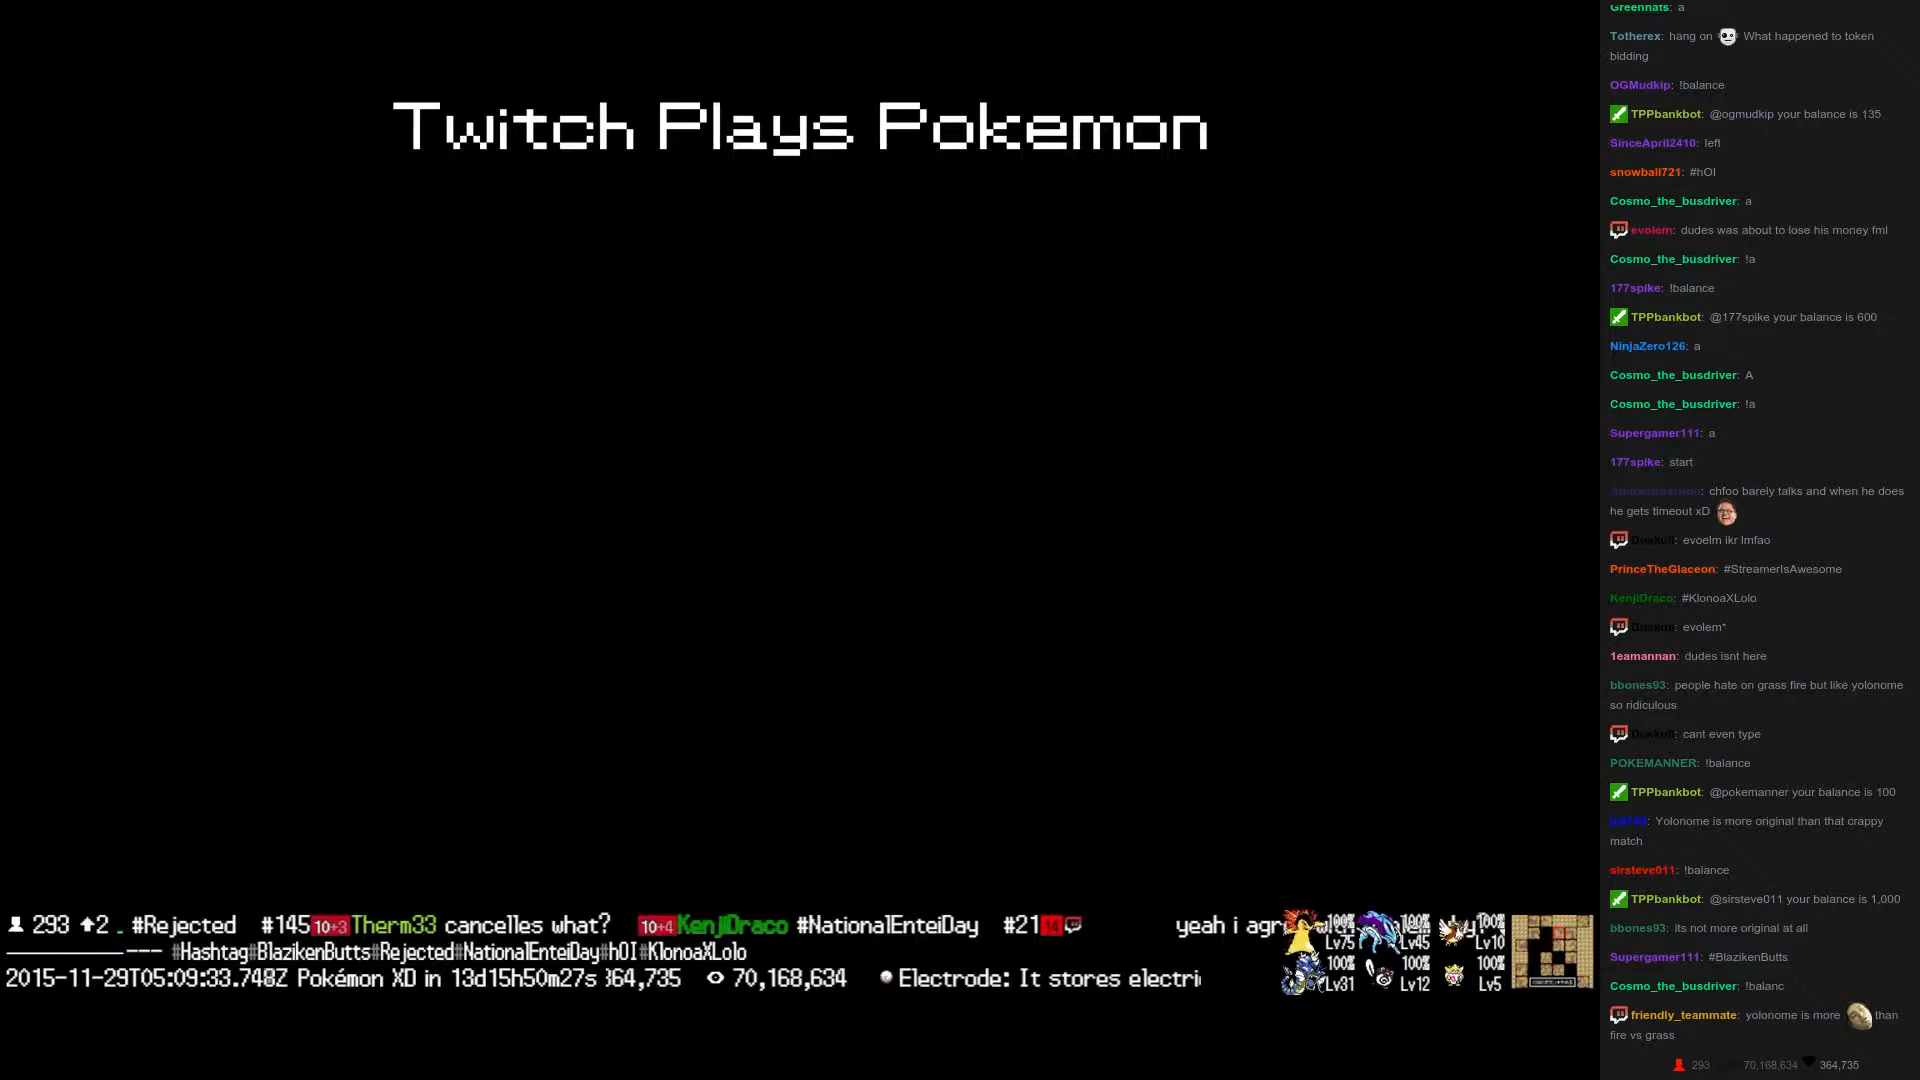 Twitch Plays Pokemon
293 2 #Rejected #145 10+3 Therm33 cancelles what? 10+4 KenjiDraco #NationalEnteiDay #21 14 yeah i agr
#Hashtag#BlazikenButts#Rejected#NationalEnteiDay#hOI#KlonoaXLolo
2015-11-29T05:09:33.748Z Pokémon XD in 13d15h50m27s 364,735 70,168,634 Electrode: It stores electri
100% 100% 100%
Lv75 Lv45 Lv10
100% 100% 100%
Lv31 Lv12 Lv5
Greennats: a
Totherex: hang on What happened to token
bidding
OGMudkip: !balance
TPPbankbot: @ogmudkip your balance is 135
SinceApril2410: left
snowball721: #hOI
Cosmo_the_busdriver: a
evolem: dudes was about to lose his money fml
Cosmo_the_busdriver: !a
177spike: !balance
TPPbankbot: @177spike your balance is 600
NinjaZero126: a
Cosmo_the_busdriver: A
Cosmo_the_busdriver: !a
Supergamer111: a
177spike: start
: chfoo barely talks and when he does
he gets timeout xD
Duskull: evoelm ikr lmfao
PrinceTheGlaceon: #StreamerIsAwesome
KenjiDraco: #KlonoaXLolo
Duskull: evolem*
1eamannan: dudes isnt here
bbones93: people hate on grass fire but like yolonome
so ridiculous
Duskull: cant even type
POKEMANNER: !balance
TPPbankbot: @pokemanner your balance is 100
: Yolonome is more original than that crappy
match
sirsteve011: !balance
TPPbankbot: @sirsteve011 your balance is 1,000
bbones93: its not more original at all
Supergamer111: #BlazikenButts
Cosmo_the_busdriver: !balanc
friendly_teammate: yolonome is more than
fire vs grass
293 70,168,634 364,735